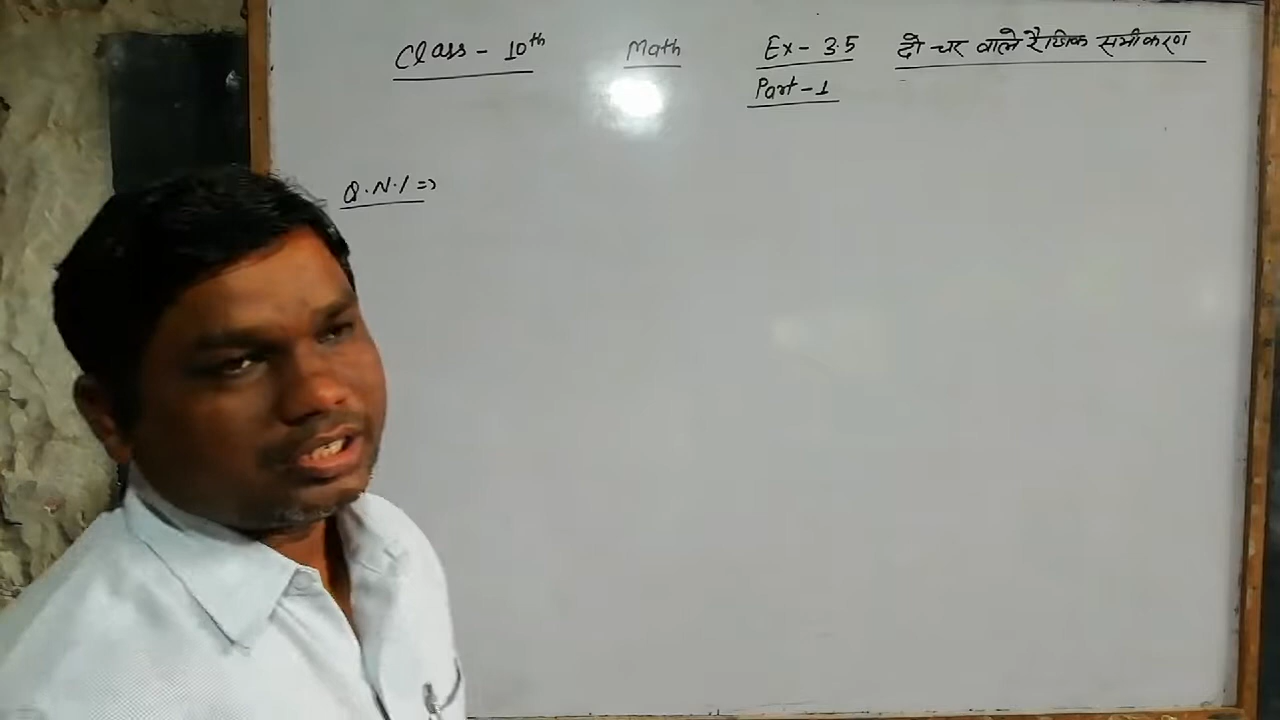 Class - 10th Math Ex - 3.5 दो चर वाले रैखिक समीकरण
Part - 1
Q.N.1 =>